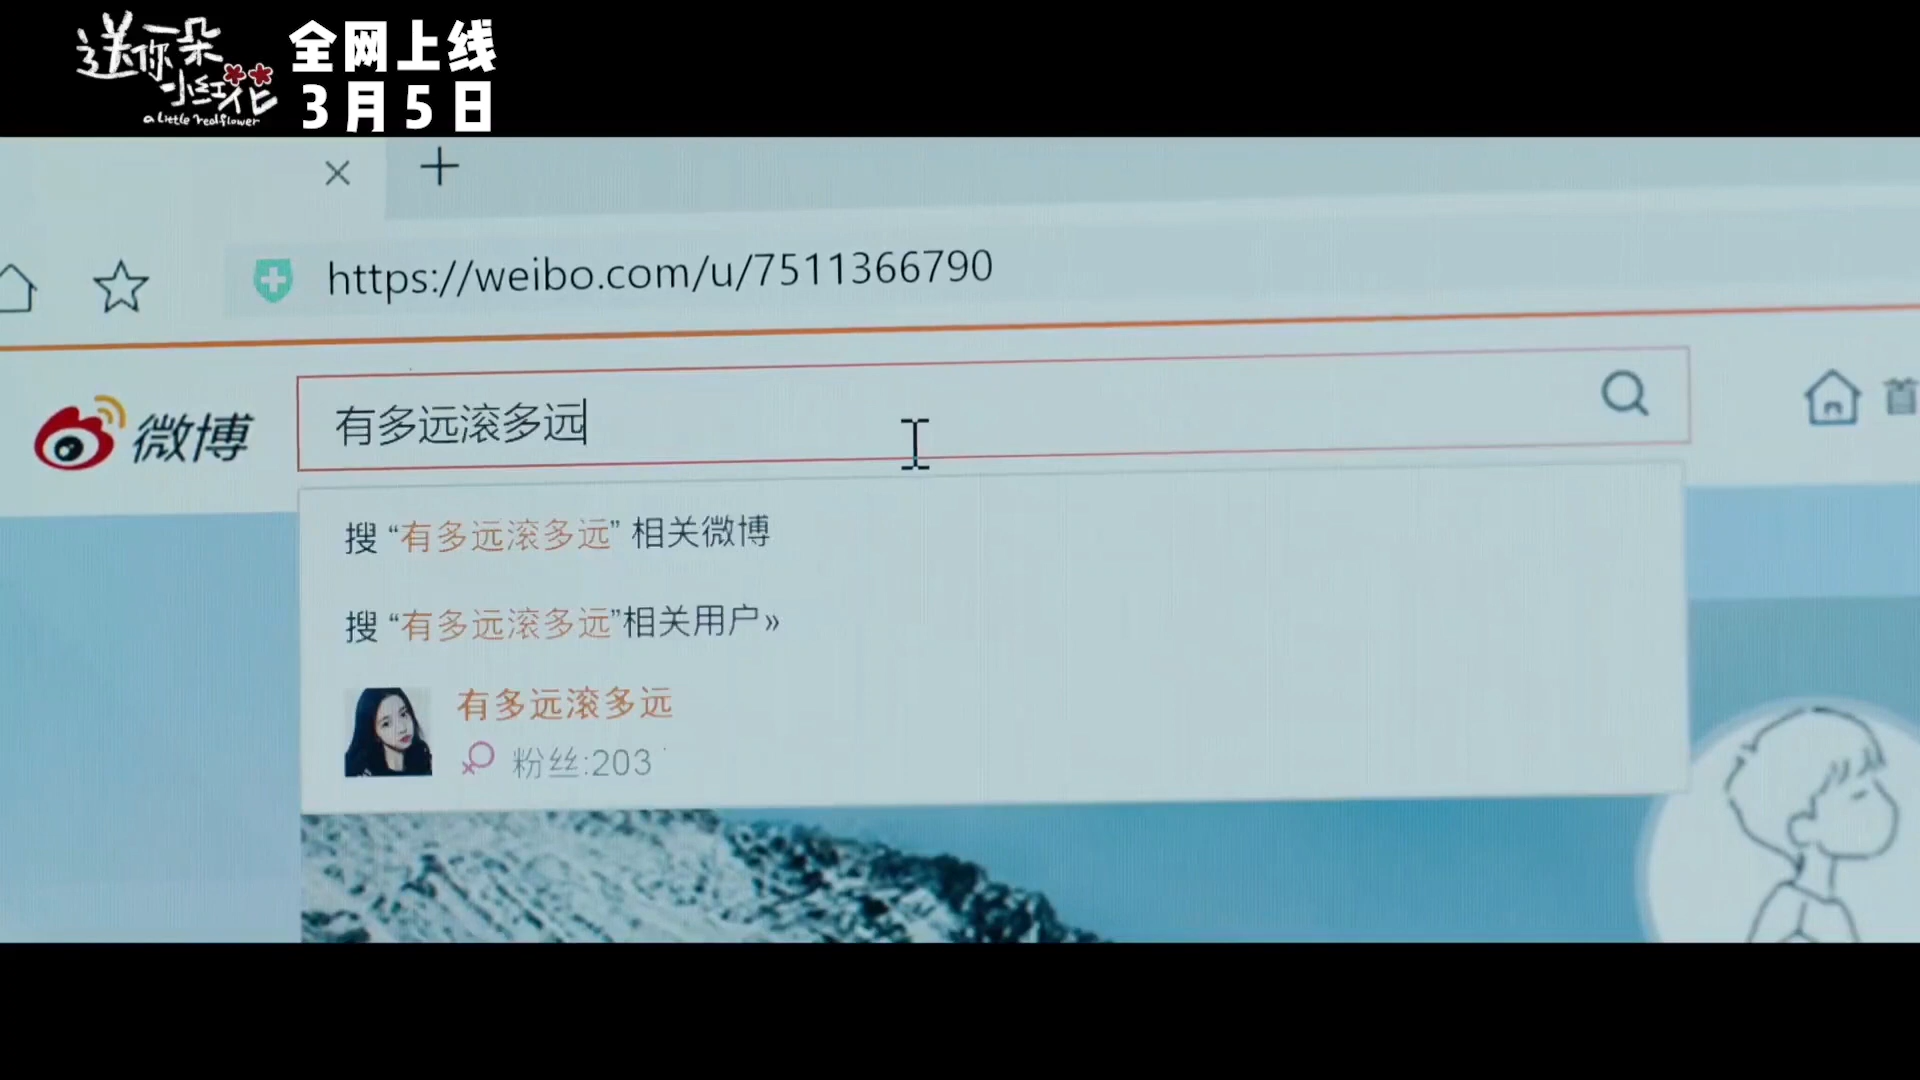 送你一朵
小红花
a little red flower
全网上线
3月5日
https://weibo.com/u/7511366790
微博
有多远滚多远
首
搜 “有多远滚多远” 相关微博
搜 “有多远滚多远”相关用户»
有多远滚多远
粉丝:203